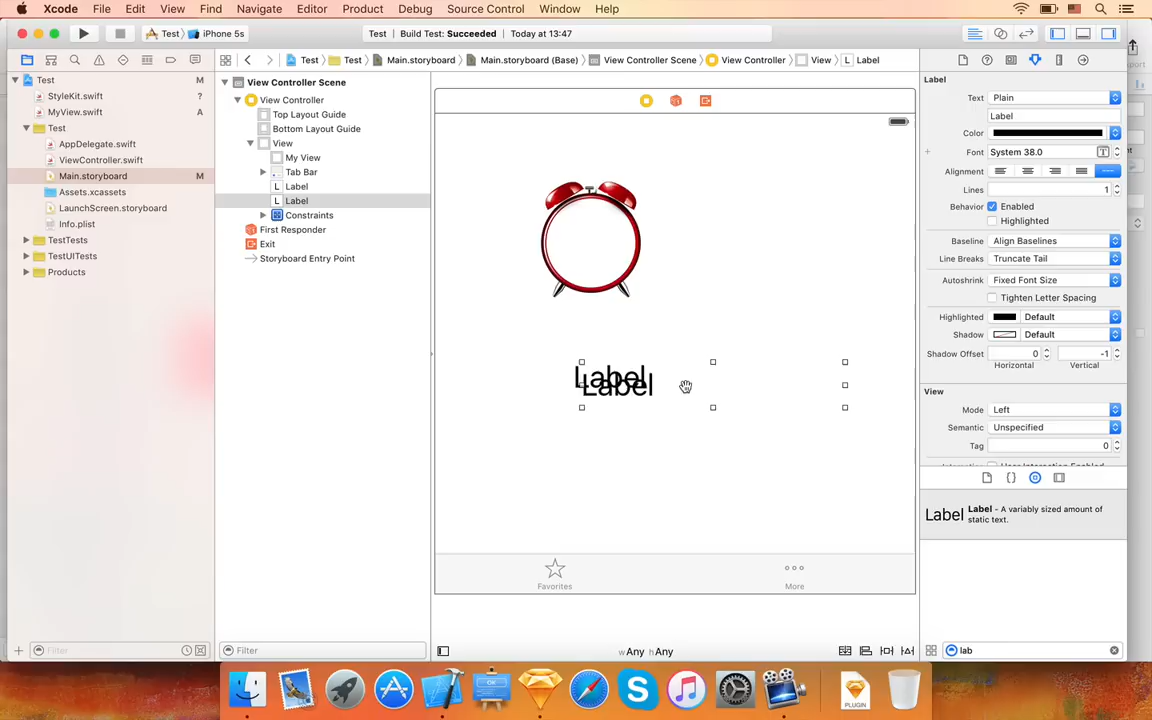 Xcode File Edit View Find Navigate Editor Product Debug Source Control Window Help
Test iPhone 5s
Test | Build Test: Succeeded | Today at 13:47
Test Test Main.storyboard Main.storyboard (Base) View Controller Scene View Controller View L Label
Test M
StyleKit.swift ?
MyView.swift A
Test
AppDelegate.swift
ViewController.swift
Main.storyboard M
Assets.xcassets
LaunchScreen.storyboard
Info.plist
TestTests
TestUITests
Products
Filter
View Controller Scene
View Controller
Top Layout Guide
Bottom Layout Guide
View
My View
Tab Bar
L Label
L Label
Constraints
First Responder
Exit
Storyboard Entry Point
Filter
Label
Label
Favorites
More
wAny hAny
Label
Text Plain
Label
Color
Font System 38.0 T
Alignment
Lines 1
Behavior Enabled
Highlighted
Baseline Align Baselines
Line Breaks Truncate Tail
Autoshrink Fixed Font Size
Tighten Letter Spacing
Highlighted Default
Shadow Default
Shadow Offset 0 -1
Horizontal Vertical
View
Mode Left
Semantic Unspecified
Tag 0
Label Label - A variably sized amount of
static text.
lab
PLUGIN